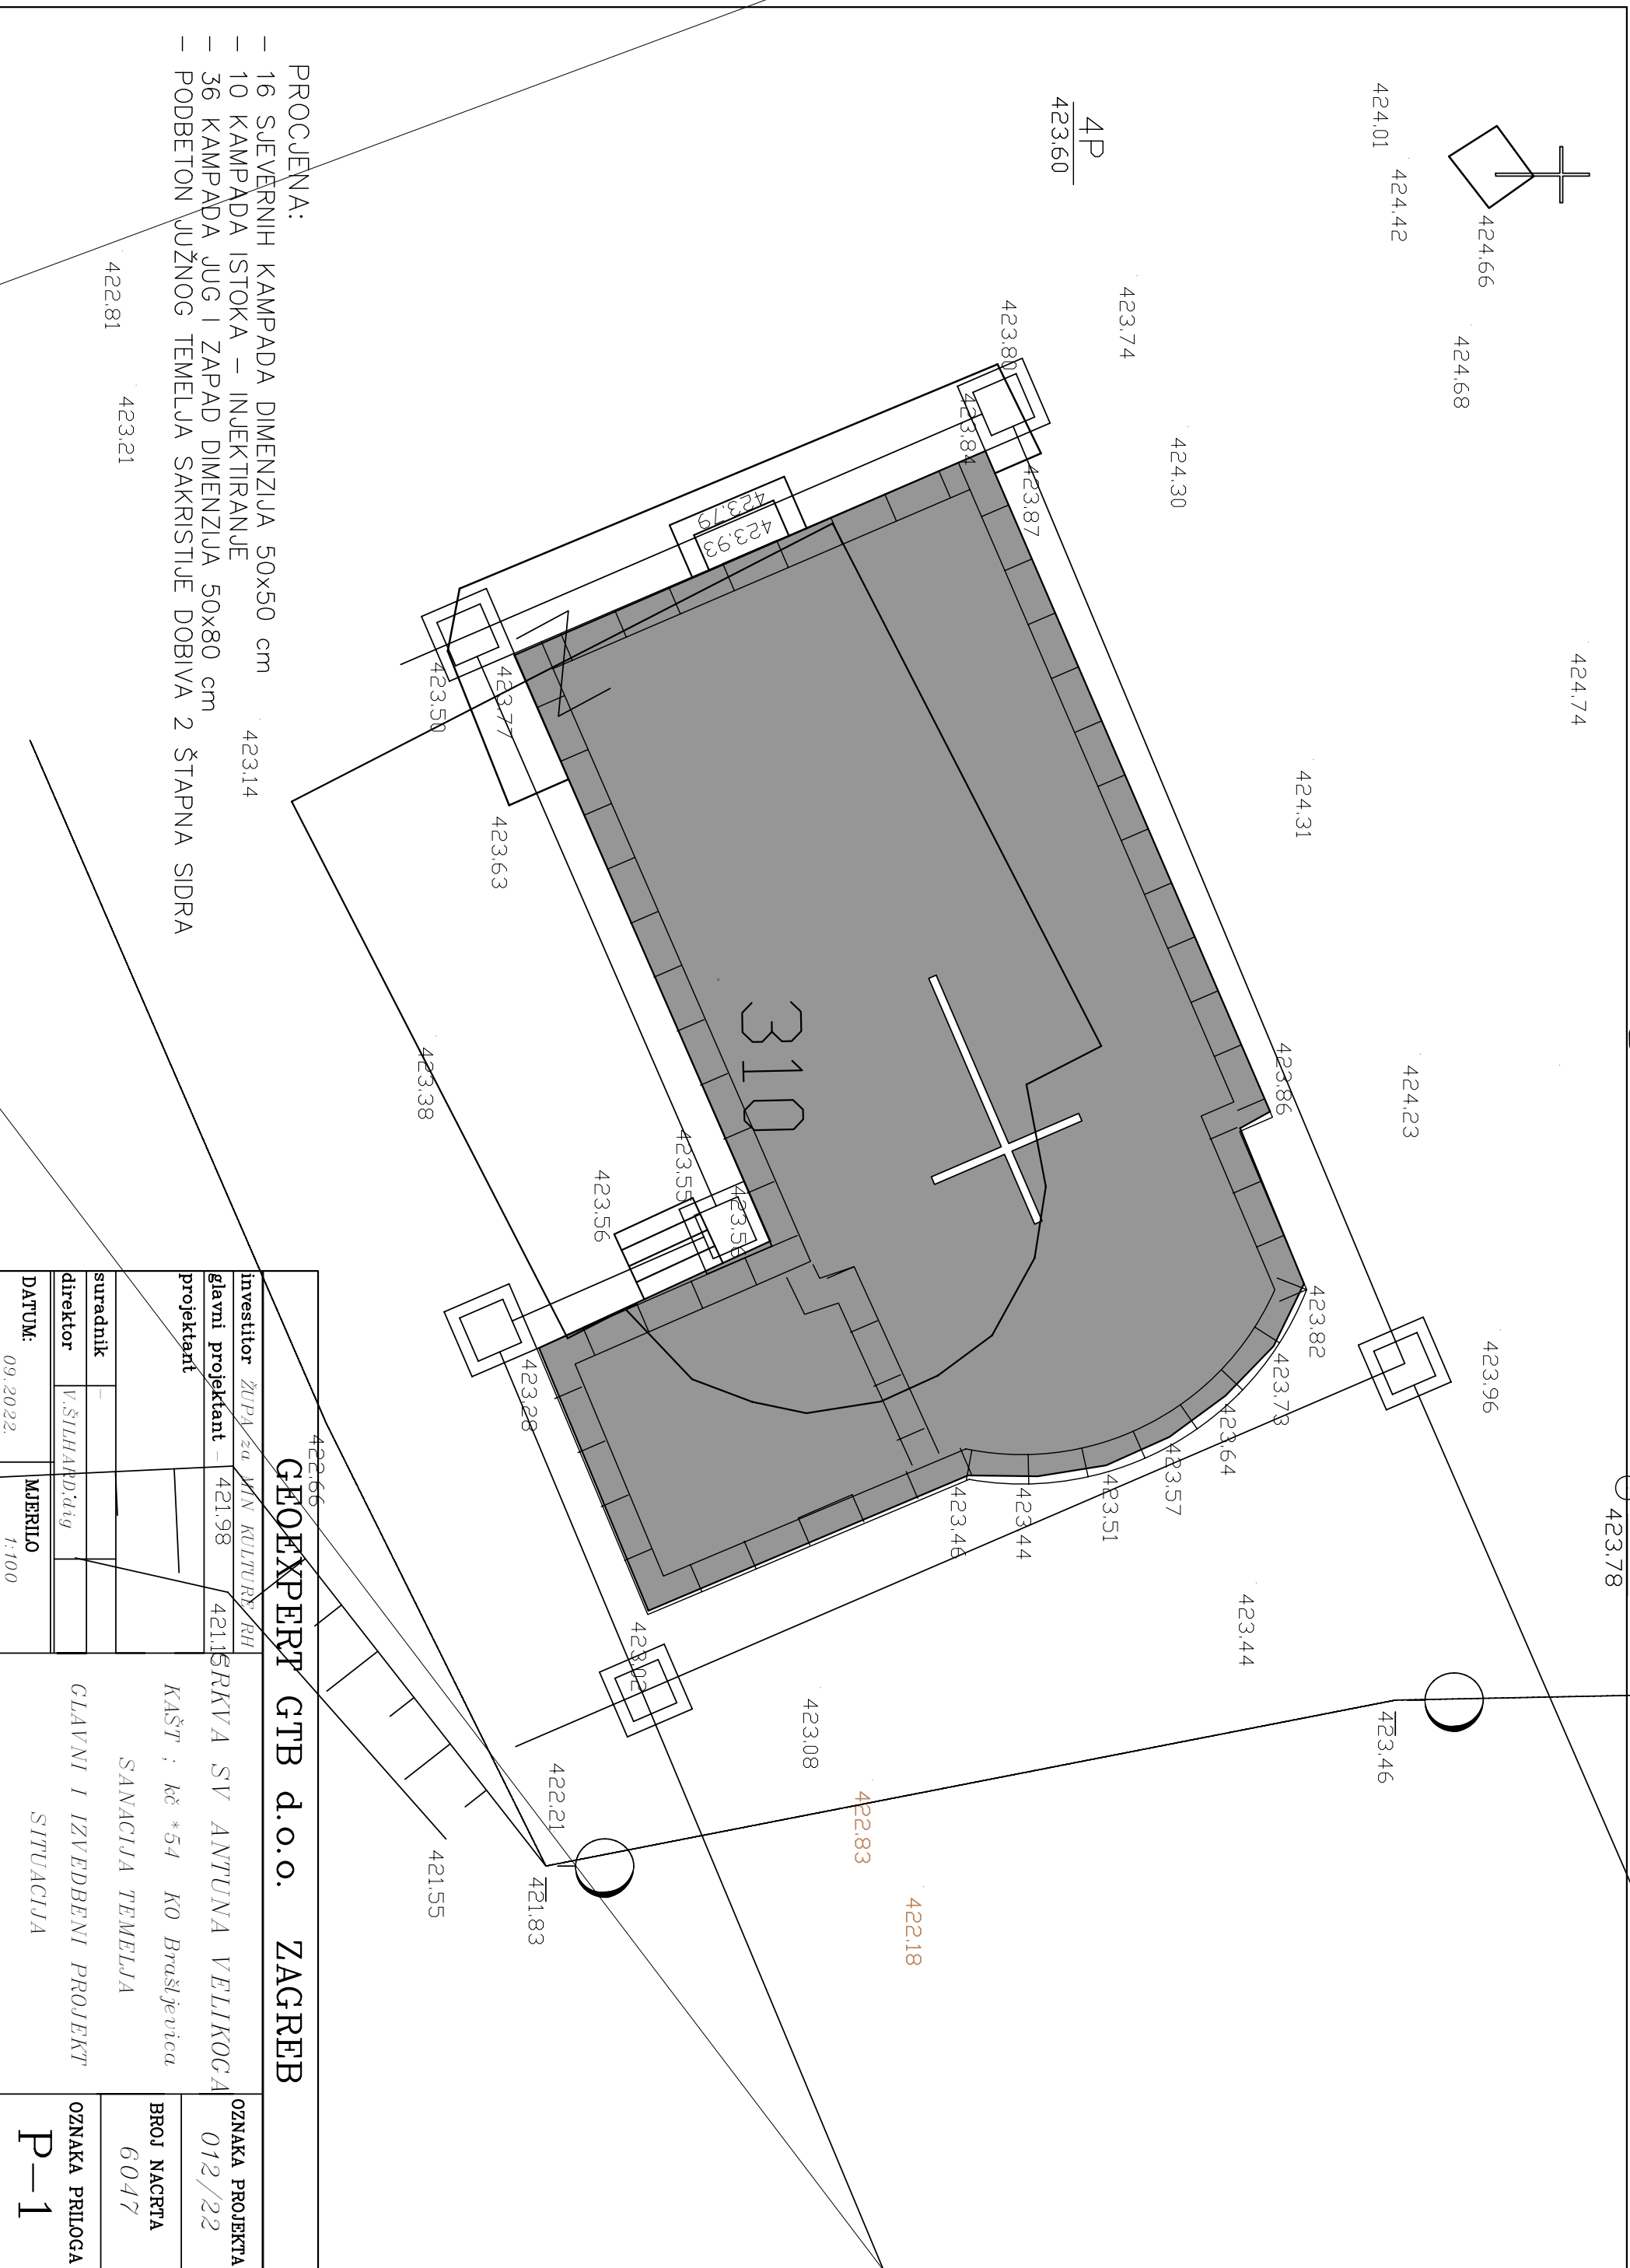 424.01
424.42
424.66
424.68
4P
423.60
423.74
424.30
423.80
423.84
423.87
424.74
424.31
423.79
423.93
PROCJENA:
- 16 SJEVERNIH KAMPADA DIMENZIJA 50x50 cm
- 10 KAMPADA ISTOKA - INJEKTIRANJE
- 36 KAMPADA JUG I ZAPAD DIMENZIJA 50x80 cm
- PODBETON JUŽNOG TEMELJA SAKRISTIJE DOBIVA 2 ŠTAPNA SIDRA
422.81
423.21
423.14
423.50
423.77
423.63
423.38
310
423.86
424.23
423.55
423.56
423.56
423.82
423.96
423.73
423.64
423.57
423.51
423.44
423.46
423.28
423.02
423.78
423.44
423.46
423.08
422.83
422.18
422.21
421.83
421.55
422.66
GEOEXPERT GTB d.o.o. ZAGREB
investitor ŽUPA za MIN KULTURE RH
glavni projektant -
421.98
projektant
suradnik -
direktor V.ŠILHARD,dig
DATUM: 09.2022.
MJERILO 1:100
CRKVA SV ANTUNA VELIKOGA
KAŠT ; kč *54 KO Brašljevica
SANACIJA TEMELJA
GLAVNI I IZVEDBENI PROJEKT
SITUACIJA
OZNAKA PROJEKTA
012/22
BROJ NACRTA
6047
OZNAKA PRILOGA
P-1